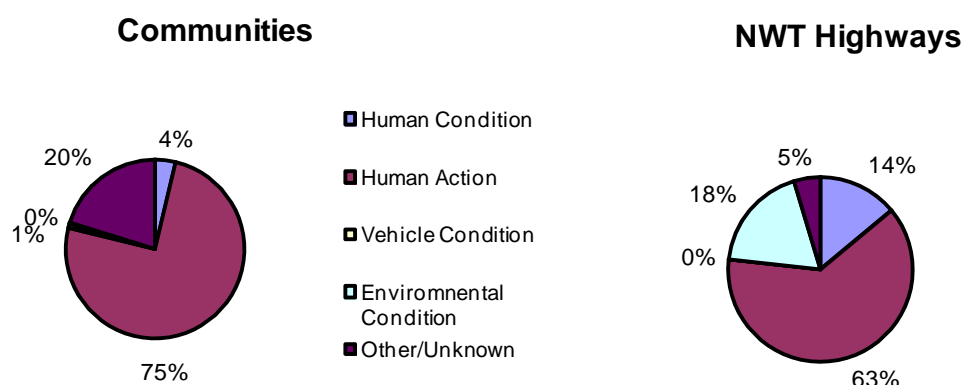 Communities
4%
20%
0%
1%
75%
Human Condition
Human Action
Vehicle Condition
Enviromnental
Condition
Other/Unknown
NWT Highways
5%
14%
18%
0%
63%